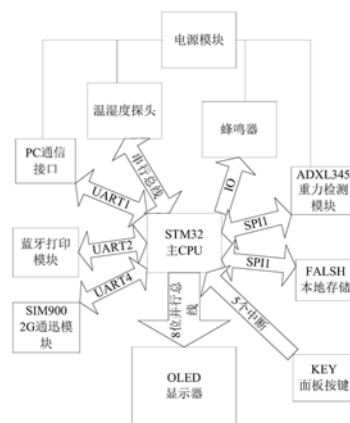 电源模块
温湿度探头
蜂鸣器
PC通信
接口
ADXL345
重力检测
模块
串行总线
IO
UART1
SPI1
STM32
主CPU
蓝牙打印
模块
UART2
SPI1
FALSH
本地存储
UART4
SIM900
2G通迅模
块
8位并行总
线
5个中断
OLED
显示器
KEY
面板按键